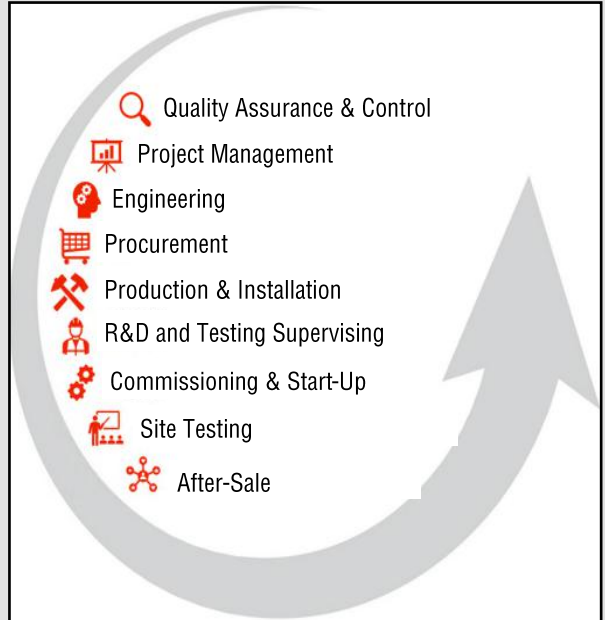 Quality Assurance & Control
Project Management
Engineering
Procurement
Production & Installation
R&D and Testing Supervising
Commissioning & Start-Up
Site Testing
After-Sale